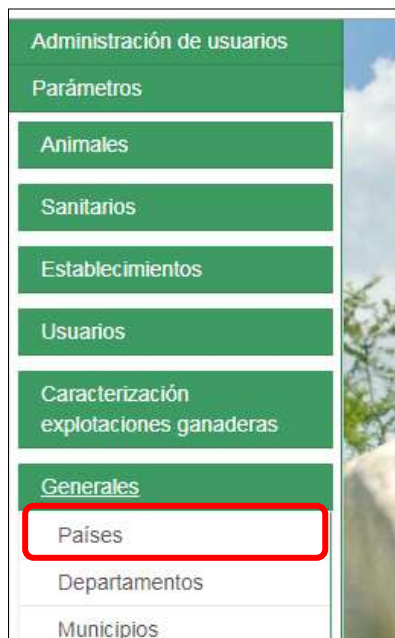 Administración de usuarios
Parámetros
Animales
Sanitarios
Establecimientos
Usuarios
Caracterización
explotaciones ganaderas
Generales
Países
Departamentos
Municipios